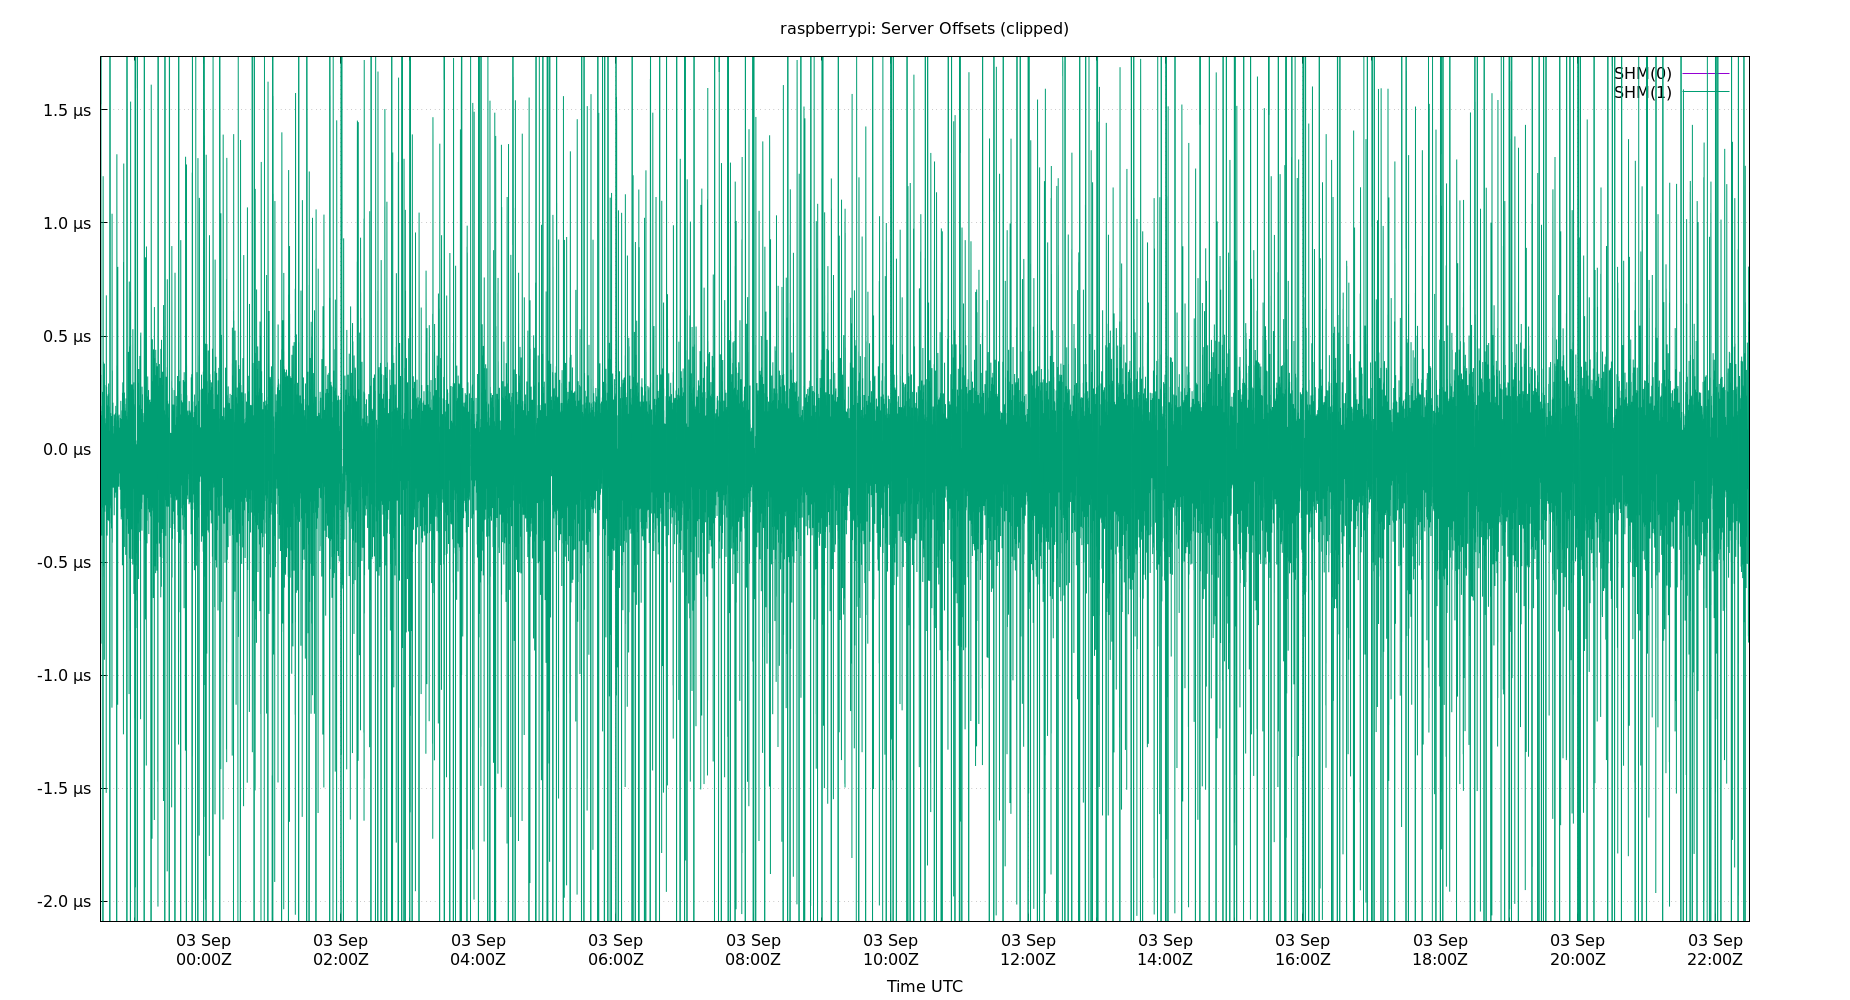 raspberrypi: Server Offsets (clipped)
SHM(0)
SHM(1)
1.5 µs
1.0 µs
0.5 µs
0.0 µs
-0.5 µs
-1.0 µs
-1.5 µs
-2.0 µs
03 Sep 03 Sep 03 Sep 03 Sep 03 Sep 03 Sep 03 Sep 03 Sep 03 Sep 03 Sep 03 Sep 03 Sep
00:00Z 02:00Z 04:00Z 06:00Z 08:00Z 10:00Z 12:00Z 14:00Z 16:00Z 18:00Z 20:00Z 22:00Z
Time UTC